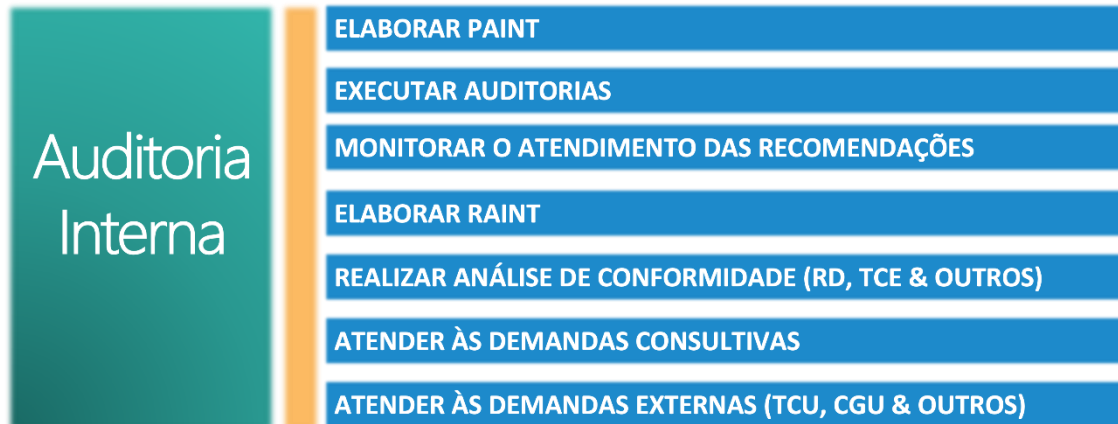 Auditoria
Interna
ELABORAR PAINT
EXECUTAR AUDITORIAS
MONITORAR O ATENDIMENTO DAS RECOMENDAÇÕES
ELABORAR RAINT
REALIZAR ANÁLISE DE CONFORMIDADE (RD, TCE & OUTROS)
ATENDER ÀS DEMANDAS CONSULTIVAS
ATENDER ÀS DEMANDAS EXTERNAS (TCU, CGU & OUTROS)